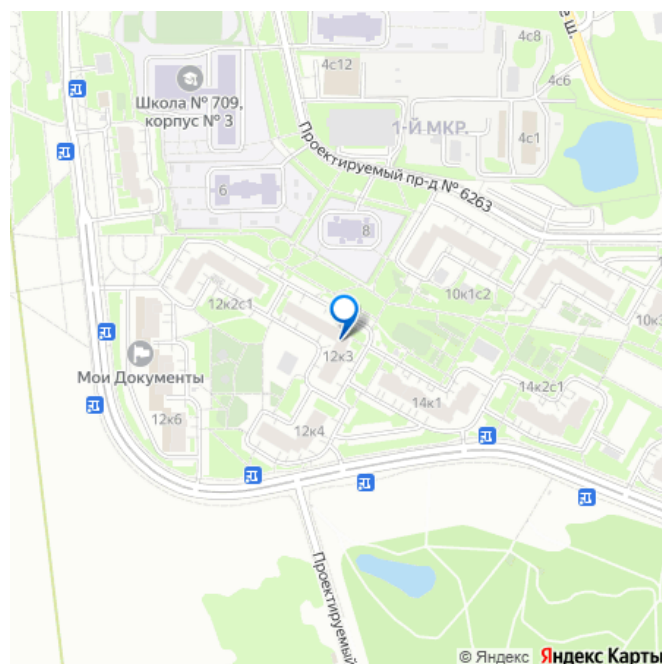 4с8
е ш.
4с12
4с6
Школа № 709,
корпус № 3
1-Й МКР.
4с1
Проектируемый пр-д № 6263
6
8
10к1с2
12к2с1
10к
12к3
Мои Документы
14к2с1
14к1
12к6
12к4
Проектируемый
© Яндекс Яндекс Карты